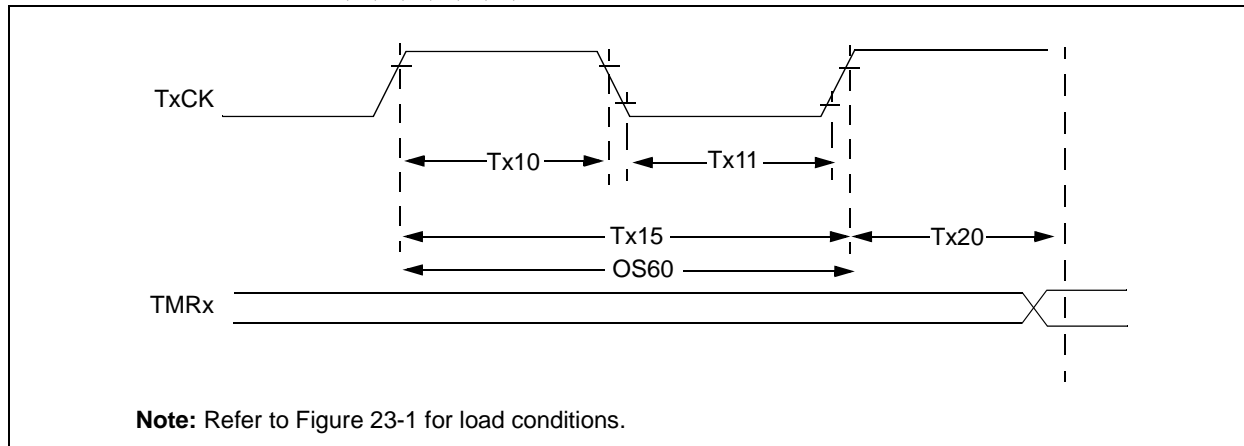 TxCK
Tx10
Tx11
Tx15
Tx20
OS60
TMRx
Note: Refer to Figure 23-1 for load conditions.